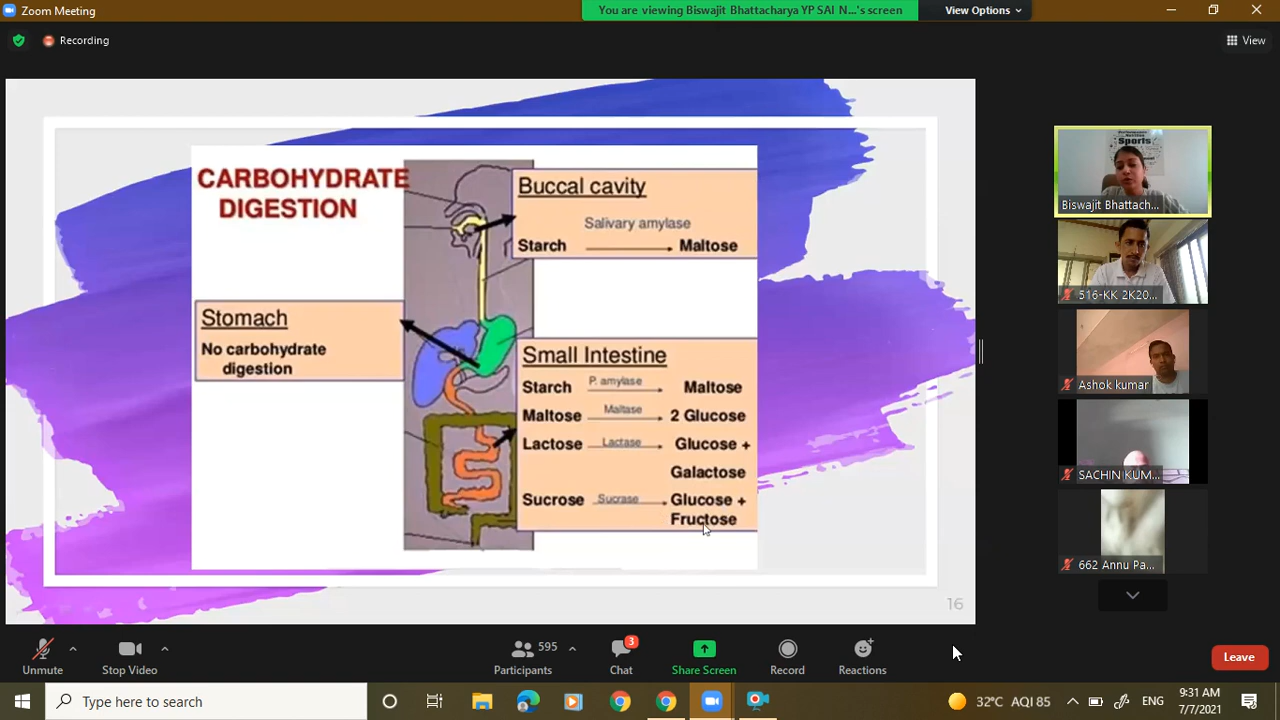 Zoom Meeting
You are viewing Biswajit Bhattacharya YP SAI N...'s screen
View Options
Recording
View
CARBOHYDRATE
DIGESTION
Buccal cavity
Salivary amylase
Starch Maltose
Stomach
No carbohydrate
digestion
Small Intestine
Starch P. amylase Maltose
Maltose Maltase 2 Glucose
Lactose Lactase Glucose +
Galactose
Sucrose Sucrase Glucose +
Fructose
16
Sports
Biswajit Bhattach...
516-KK 2K20...
Ashok kumar
SACHIN KUM...
662 Annu Pa...
Unmute
Stop Video
595
Participants
3
Chat
Share Screen
Record
Reactions
Leave
Type here to search
32°C AQI 85
ENG
9:31 AM
7/7/2021